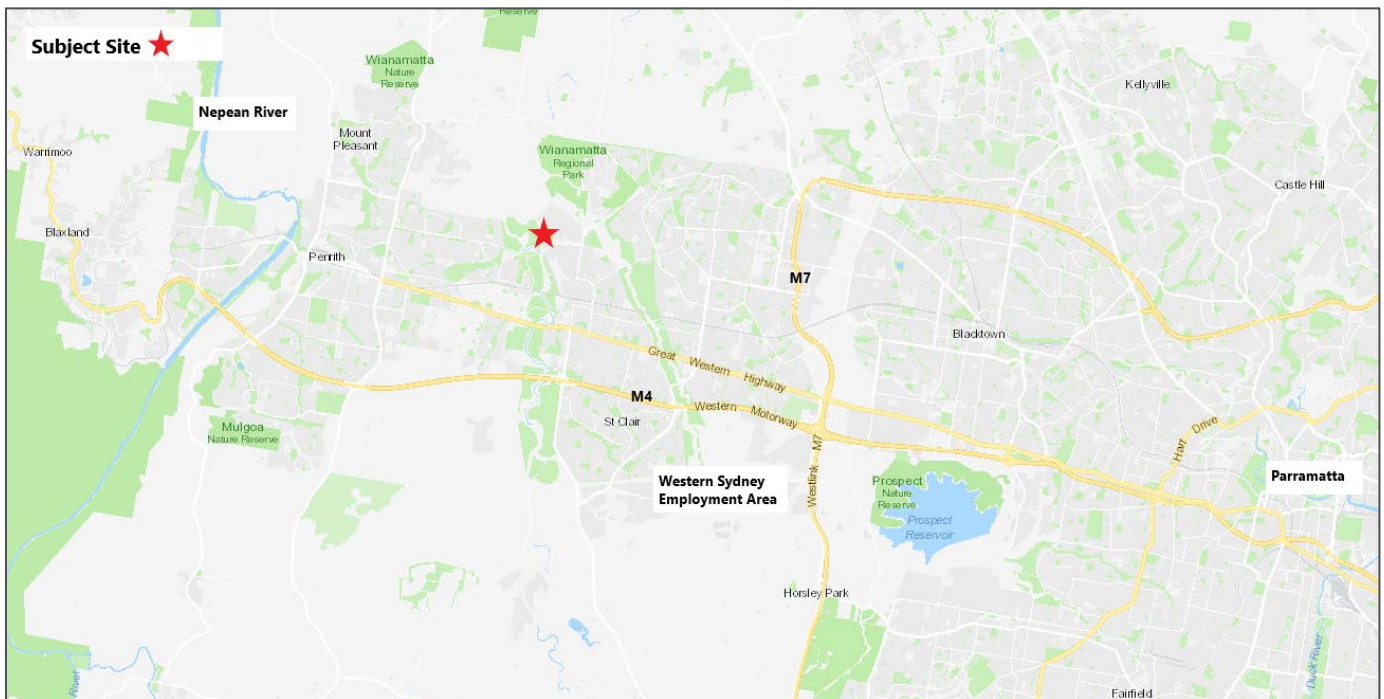 Reserve
Subject Site
Wianamatta
Nature
Reserve
Kellyville
Nepean River
Mount
Pleasant
Warrimoo
Wianamatta
Regional
Park
Castle Hill
Blaxland
Penrith
M7
Blacktown
Great Western Highway
M4
Western Motorway
St Clair
Mulgoa
Nature Reserve
Westlink M7
Hart Drive
Western Sydney
Employment Area
Prospect
Nature
Reserve
Parramatta
Prospect
Reservoir
Horsley Park
River
Duck River
Fairfield